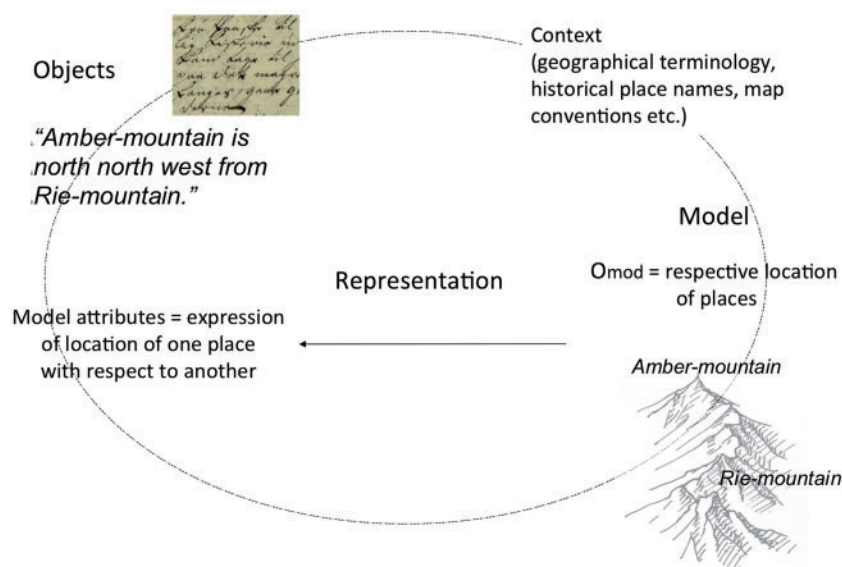 Objects
Context
(geographical terminology,
historical place names, map
conventions etc.)
“Amber-mountain is
north north west from
Rie-mountain.”
Model
Omod = respective location
of places
Representation
Model attributes = expression
of location of one place
with respect to another
Amber-mountain
Rie-mountain